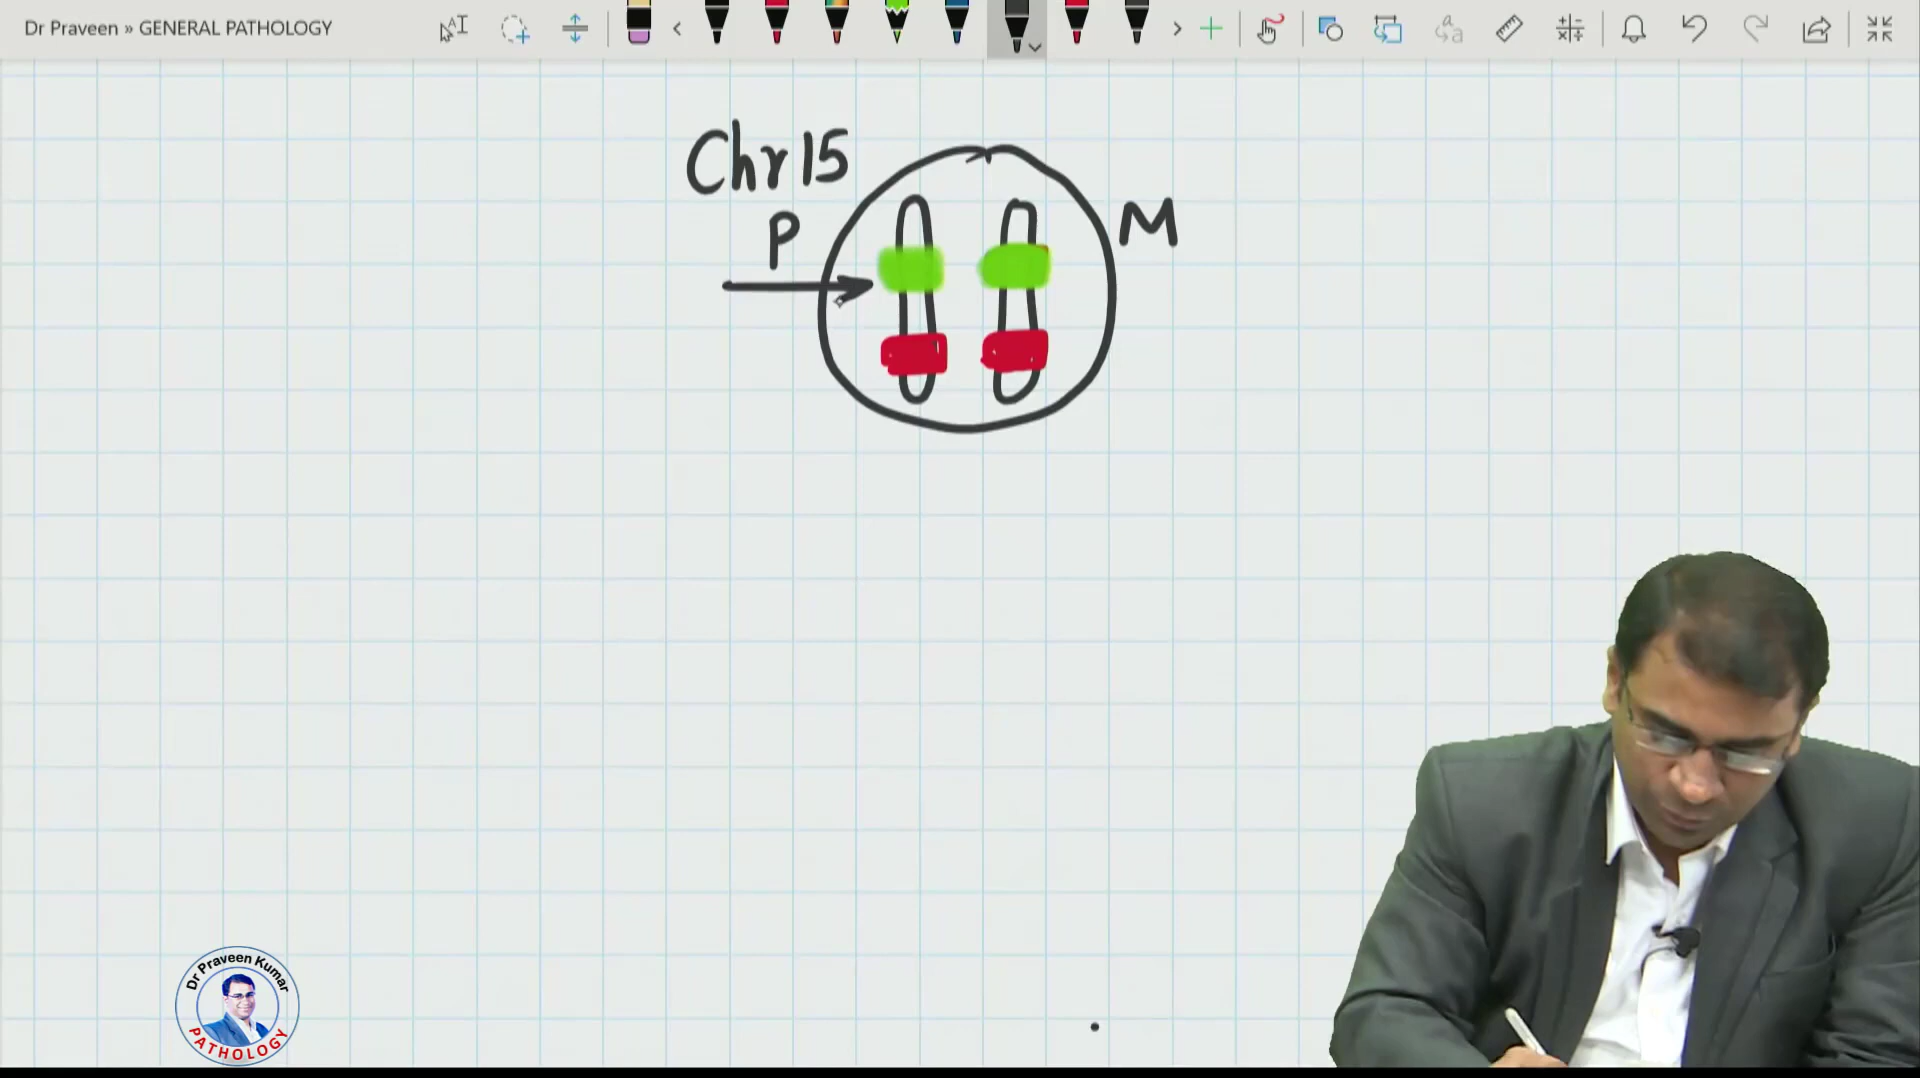 Dr Praveen » GENERAL PATHOLOGY
Chr 15
P
M
Dr Praveen Kumar
PATHOLOGY